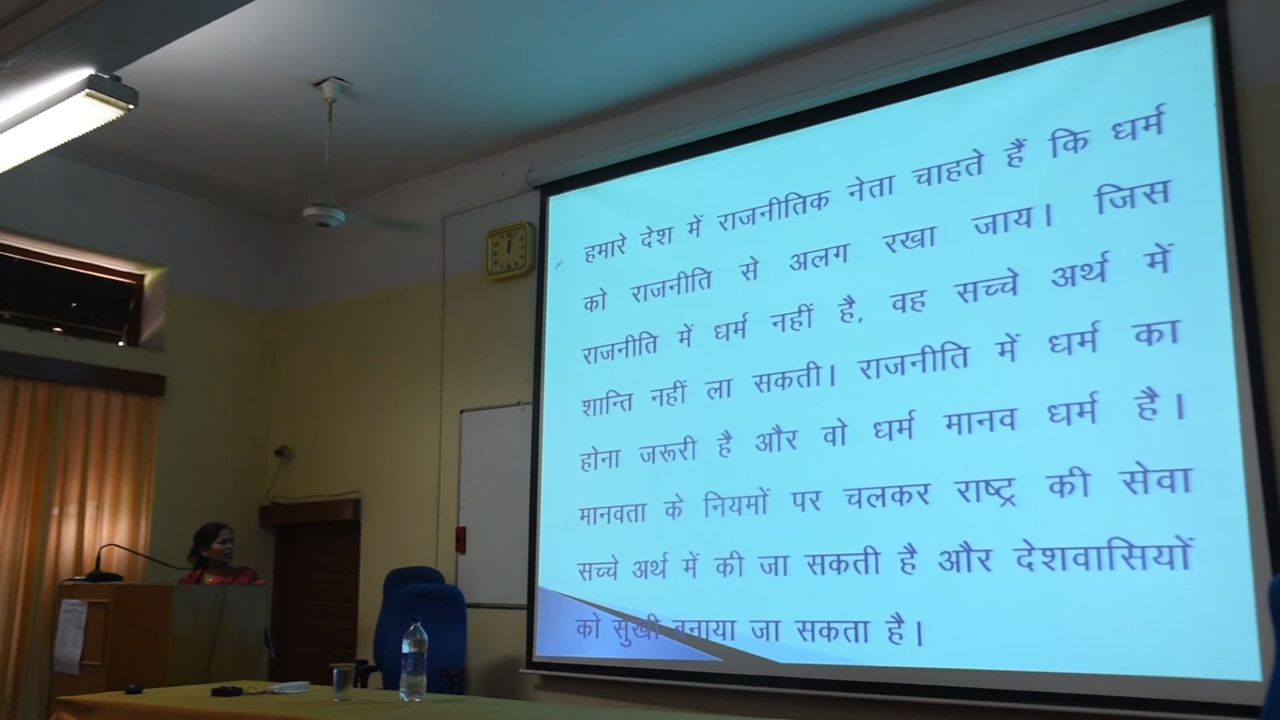 हमारे देश में राजनीतिक नेता चाहते हैं कि धर्म
को राजनीति से अलग रखा जाय। जिस
राजनीति में धर्म नहीं है, वह सच्चे अर्थ में
शान्ति नहीं ला सकती। राजनीति में धर्म का
होना जरूरी है और वो धर्म मानव धर्म है।
मानवता के नियमों पर चलकर राष्ट्र की सेवा
सच्चे अर्थ में की जा सकती है और देशवासियों
को सुखी बनाया जा सकता है।